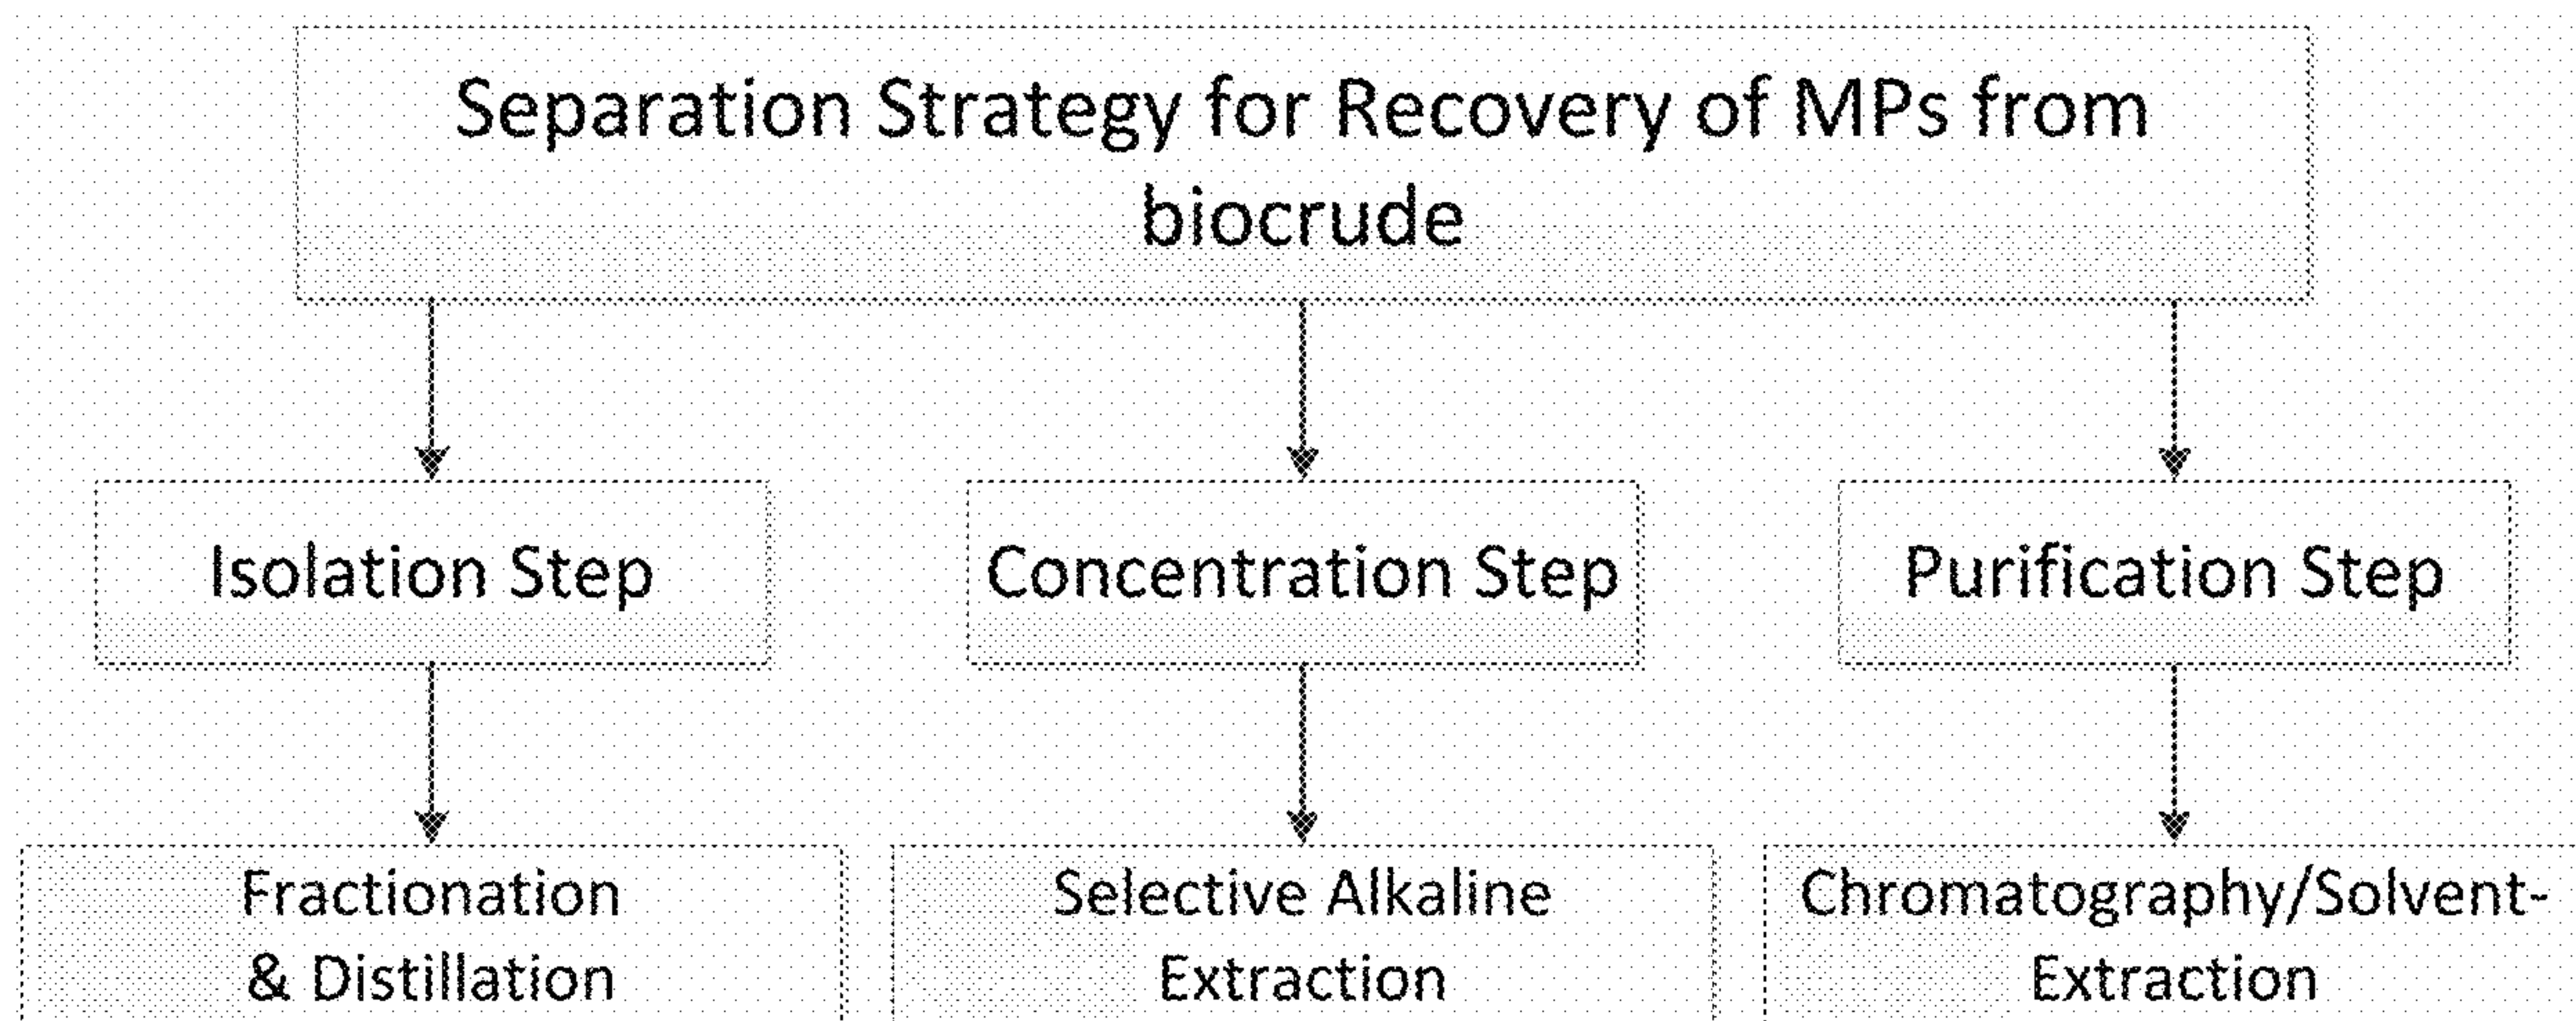 Separation Strategy for Recovery of MPs from
biocrude
Isolation Step
Concentration Step
Purification Step
Fractionation
& Distillation
Selective Alkaline
Extraction
Chromatography/Solvent-
Extraction